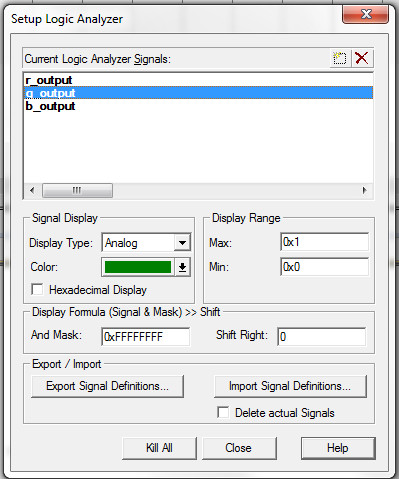 Setup Logic Analyzer
Current Logic Analyzer Signals:
r_output
g_output
b_output
Signal Display
Display Type: Analog
Color:
Hexadecimal Display
Display Range
Max: 0x1
Min: 0x0
Display Formula (Signal & Mask) >> Shift
And Mask: 0xFFFFFFFF Shift Right: 0
Export / Import
Export Signal Definitions... Import Signal Definitions...
Delete actual Signals
Kill All Close Help